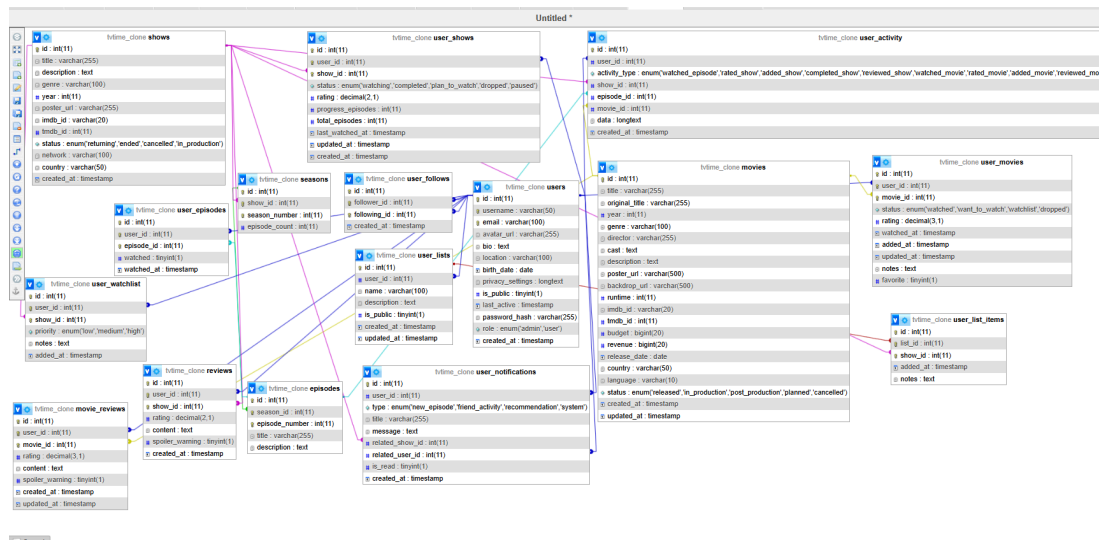 Untitled *
tvtime_clone shows
id : int(11)
title : varchar(255)
description : text
genre : varchar(100)
year : int(11)
poster_url : varchar(255)
imdb_id : varchar(20)
tmdb_id : int(11)
status : enum('returning','ended','cancelled','in_production')
network : varchar(100)
country : varchar(50)
created_at : timestamp
tvtime_clone user_shows
id : int(11)
user_id : int(11)
show_id : int(11)
status : enum('watching','completed','plan_to_watch','dropped','paused')
rating : decimal(2,1)
progress_episodes : int(11)
total_episodes : int(11)
last_watched_at : timestamp
updated_at : timestamp
created_at : timestamp
tvtime_clone user_activity
id : int(11)
user_id : int(11)
activity_type : enum('watched_episode','rated_show','added_show','completed_show','reviewed_show','watched_movie','rated_movie','added_movie','reviewed_mo
show_id : int(11)
episode_id : int(11)
movie_id : int(11)
data : longtext
created_at : timestamp
tvtime_clone seasons
id : int(11)
show_id : int(11)
season_number : int(11)
episode_count : int(11)
tvtime_clone user_follows
id : int(11)
follower_id : int(11)
following_id : int(11)
created_at : timestamp
tvtime_clone users
id : int(11)
username : varchar(50)
email : varchar(100)
avatar_url : varchar(255)
bio : text
location : varchar(100)
birth_date : date
privacy_settings : longtext
is_public : tinyint(1)
last_active : timestamp
password_hash : varchar(255)
role : enum('admin','user')
created_at : timestamp
tvtime_clone movies
id : int(11)
title : varchar(255)
original_title : varchar(255)
year : int(11)
genre : varchar(100)
director : varchar(255)
cast : text
description : text
poster_url : varchar(500)
backdrop_url : varchar(500)
runtime : int(11)
imdb_id : varchar(20)
tmdb_id : int(11)
budget : bigint(20)
revenue : bigint(20)
release_date : date
country : varchar(50)
language : varchar(10)
status : enum('released','in_production','post_production','planned','cancelled')
created_at : timestamp
updated_at : timestamp
tvtime_clone user_movies
id : int(11)
user_id : int(11)
movie_id : int(11)
status : enum('watched','want_to_watch','watchlist','dropped')
rating : decimal(3,1)
watched_at : timestamp
added_at : timestamp
updated_at : timestamp
notes : text
favorite : tinyint(1)
tvtime_clone user_episodes
id : int(11)
user_id : int(11)
episode_id : int(11)
watched : tinyint(1)
watched_at : timestamp
tvtime_clone user_lists
id : int(11)
user_id : int(11)
name : varchar(100)
description : text
is_public : tinyint(1)
created_at : timestamp
updated_at : timestamp
tvtime_clone user_watchlist
id : int(11)
user_id : int(11)
show_id : int(11)
priority : enum('low','medium','high')
notes : text
added_at : timestamp
tvtime_clone user_list_items
id : int(11)
list_id : int(11)
show_id : int(11)
added_at : timestamp
notes : text
tvtime_clone reviews
id : int(11)
user_id : int(11)
show_id : int(11)
rating : decimal(2,1)
content : text
spoiler_warning : tinyint(1)
created_at : timestamp
tvtime_clone episodes
id : int(11)
season_id : int(11)
episode_number : int(11)
title : varchar(255)
description : text
tvtime_clone user_notifications
id : int(11)
user_id : int(11)
type : enum('new_episode','friend_activity','recommendation','system')
title : varchar(255)
message : text
related_show_id : int(11)
related_user_id : int(11)
is_read : tinyint(1)
created_at : timestamp
tvtime_clone movie_reviews
id : int(11)
user_id : int(11)
movie_id : int(11)
rating : decimal(3,1)
content : text
spoiler_warning : tinyint(1)
created_at : timestamp
updated_at : timestamp